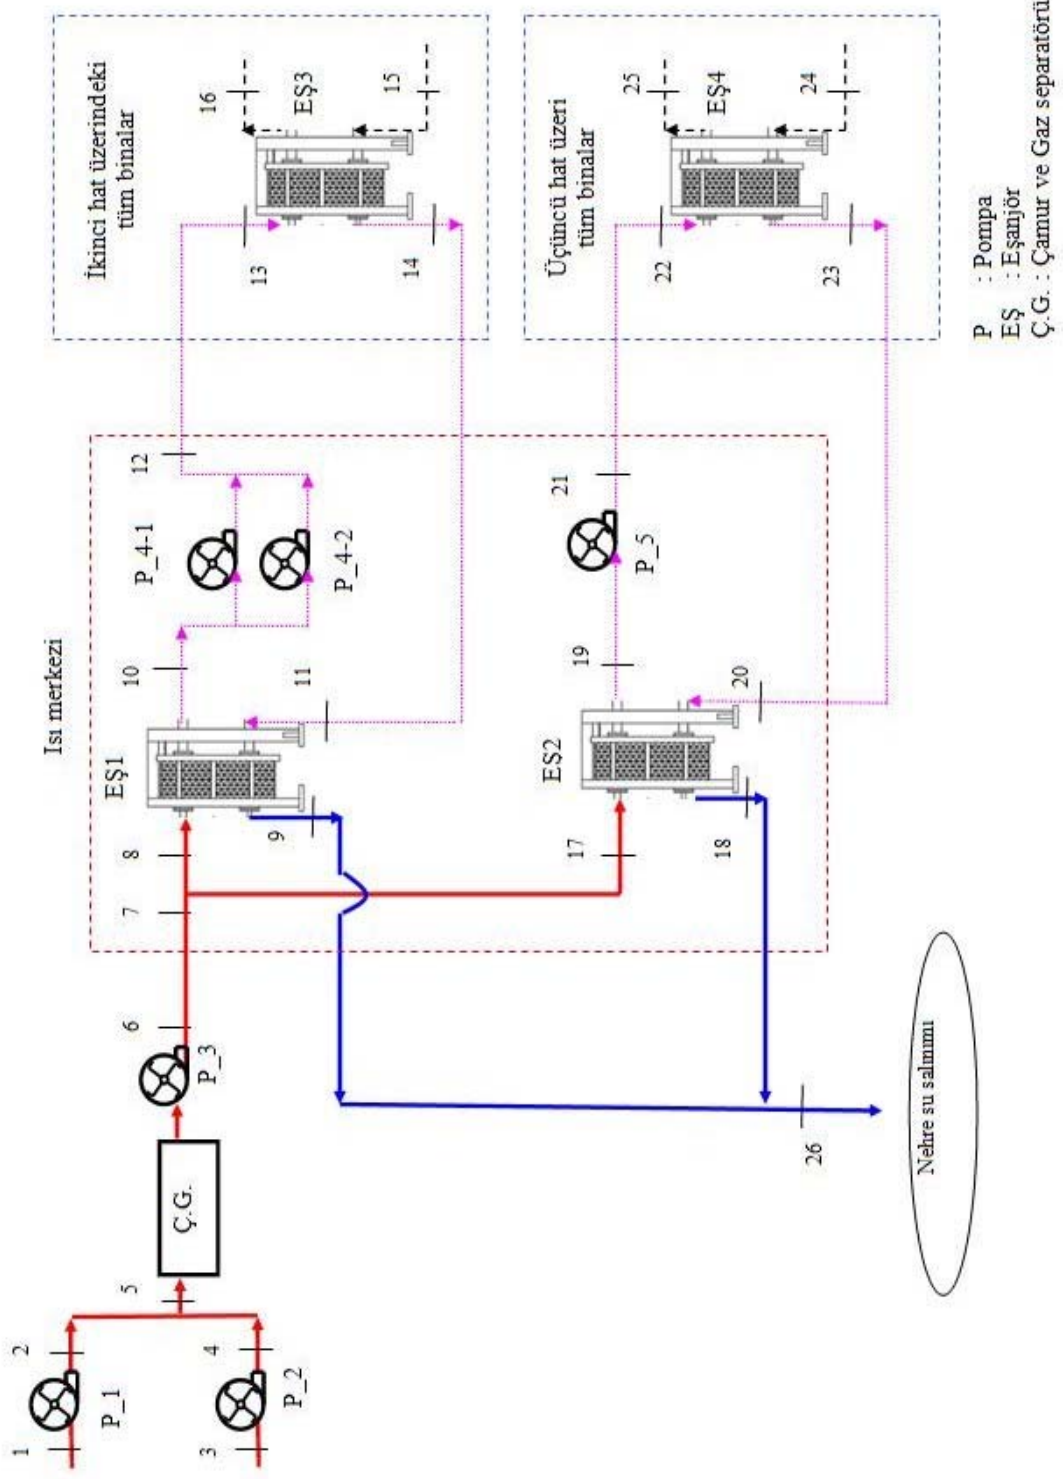 1
2
P_1
3
4
P_2
5
Ç.G.
P_3
6
7
8
Isı merkezi
EŞ1
9
10
11
P_4-1
P_4-2
12
İkinci hat üzerindeki
tüm binalar
13
14
16
EŞ3
15
17
18
EŞ2
19
20
P_5
21
Üçüncü hat üzeri
tüm binalar
22
23
25
EŞ4
24
26
Nehre su salınımı
P : Pompa
EŞ : Eşanjör
Ç.G. : Çamur ve Gaz separatörü